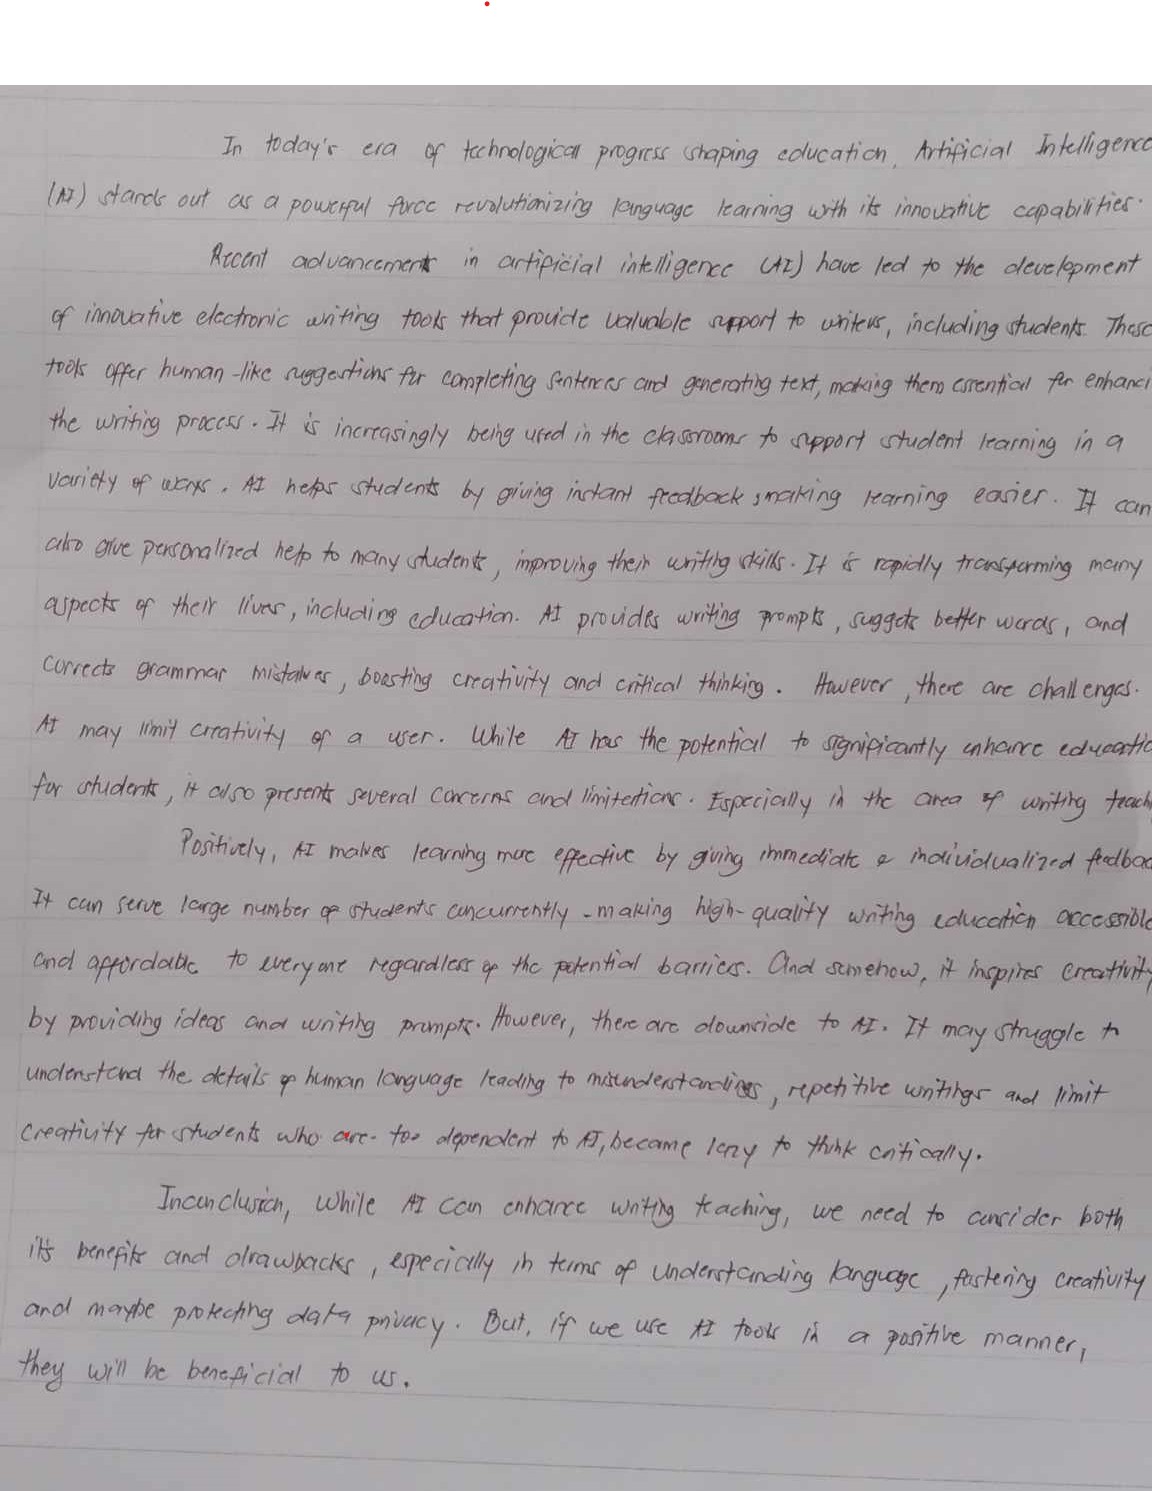 In today's era of technological progress shaping education, Artificial Intelligence
(AI) stands out as a powerful force revolutionizing language learning with its innovative capabilities.
Recent advancements in artificial intelligence (AI) have led to the development
of innovative electronic writing tools that provide valuable support to writers, including students. These
tools offer human-like suggestions for completing sentences and generating text, making them essential for enhanci
the writing process. It is increasingly being used in the classrooms to support student learning in a
variety of ways. AI helps students by giving instant feedback, making learning easier. It can
also give personalized help to many students, improving their writing skills. It is rapidly transforming many
aspects of their lives, including education. AI provides writing prompts, suggets better words, and
corrects grammar mistakes, boosting creativity and critical thinking. However, there are challenges.
AI may limit creativity of a user. While AI has the potential to significantly enhance educatio
for students, it also presents several concerns and limitations. Especially in the area of writing teach
Positively, AI makes learning more effective by giving immediate & individualized feedbac
It can serve large number of students concurrently - making high-quality writing education accessible
and affordable to everyone regardless of the potential barriers. And somehow, it inspires creativity
by providing ideas and writing prompts. However, there are downside to AI. It may struggle to
understand the details of human language leading to misunderstandings, repetitive writings and limit
creativity for students who are too dependent to AI, became lazy to think critically.
Inconclusion, while AI can enhance writing teaching, we need to consider both
its benefits and drawbacks, especially in terms of understanding language, fostering creativity
and maybe protecting data privacy. But, if we use AI tools in a positive manner,
they will be beneficial to us.